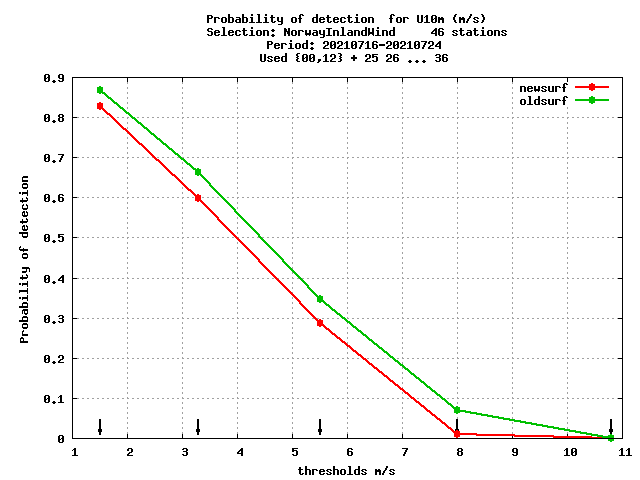 Probability of detection for U10m (m/s)
Selection: NorwayInlandWind 46 stations
Period: 20210716-20210724
Used {00,12} + 25 26 ... 36
newsurf
oldsurf
0.9
0.8
0.7
0.6
0.5
0.4
0.3
0.2
0.1
0
Probability of detection
1 2 3 4 5 6 7 8 9 10 11
thresholds m/s